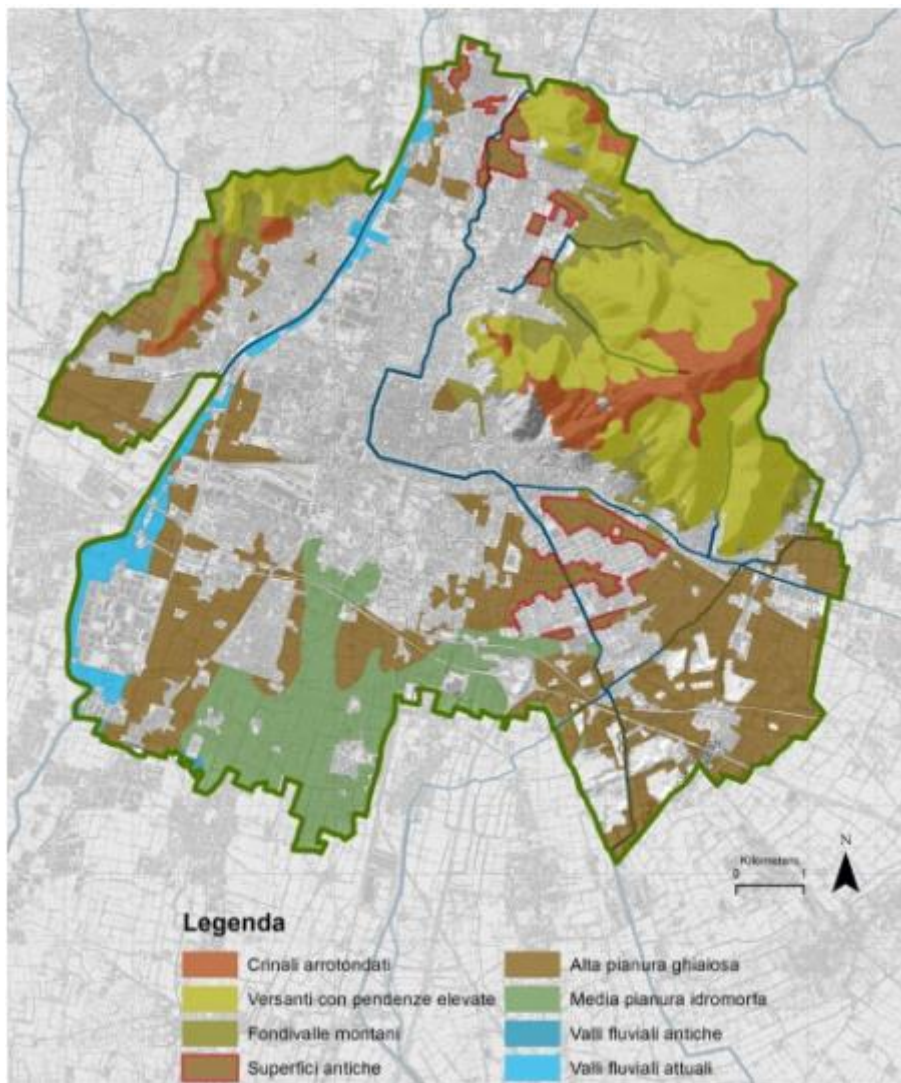 N
Kilometers
0 1
Legenda
Crinali arrotondati
Versanti con pendenze elevate
Fondivalle montani
Superfici antiche
Alta pianura ghiaiosa
Media pianura idromorfa
Valli fluviali antiche
Valli fluviali attuali